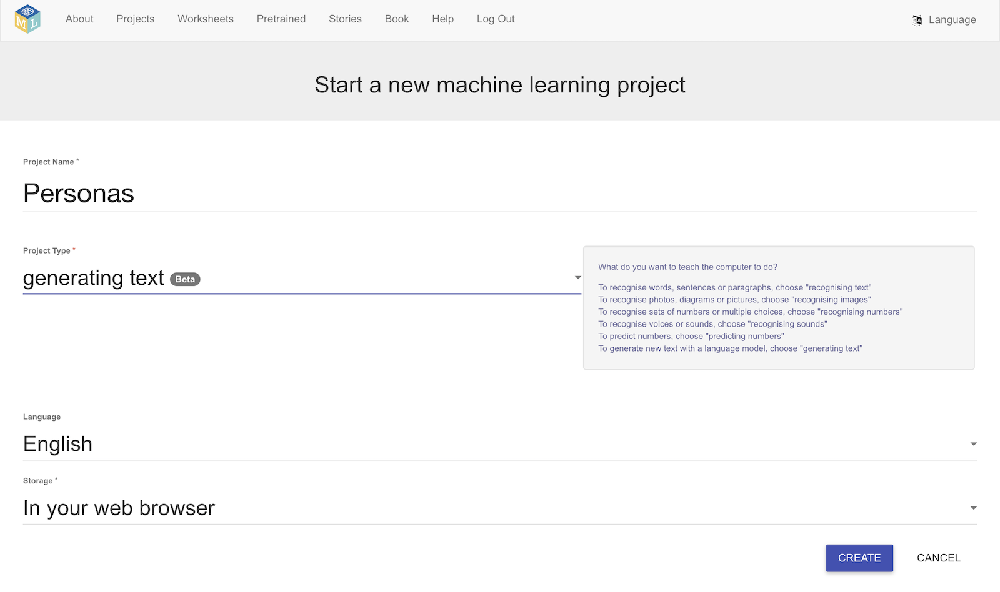 M L
About Projects Worksheets Pretrained Stories Book Help Log Out Language
Start a new machine learning project
Project Name *
Personas
Project Type *
generating text Beta
What do you want to teach the computer to do?
To recognise words, sentences or paragraphs, choose "recognising text"
To recognise photos, diagrams or pictures, choose "recognising images"
To recognise sets of numbers or multiple choices, choose "recognising numbers"
To recognise voices or sounds, choose "recognising sounds"
To predict numbers, choose "predicting numbers"
To generate new text with a language model, choose "generating text"
Language
English
Storage *
In your web browser
CREATE CANCEL